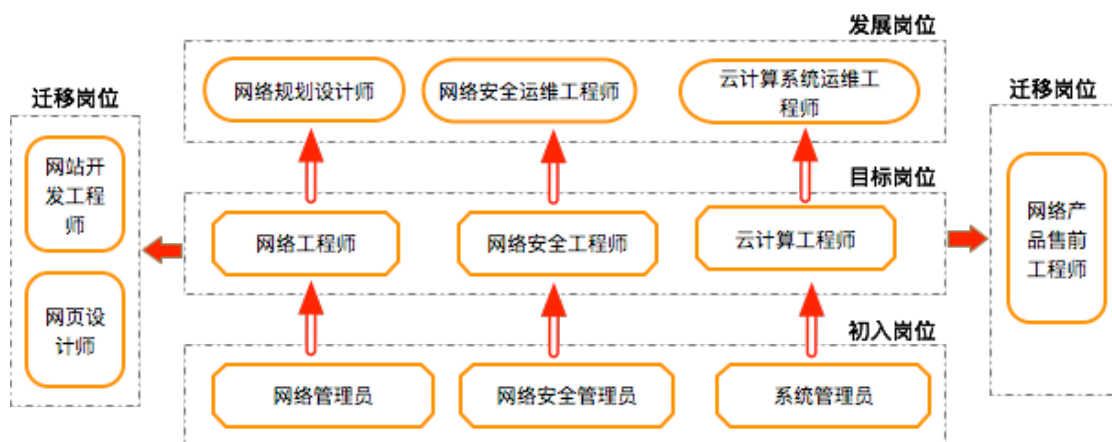 发展岗位
网络规划设计师
网络安全运维工程师
云计算系统运维工
程师
迁移岗位
网站开
发工程
师
网页设
计师
目标岗位
网络工程师
网络安全工程师
云计算工程师
迁移岗位
网络产
品售前
工程师
初入岗位
网络管理员
网络安全管理员
系统管理员